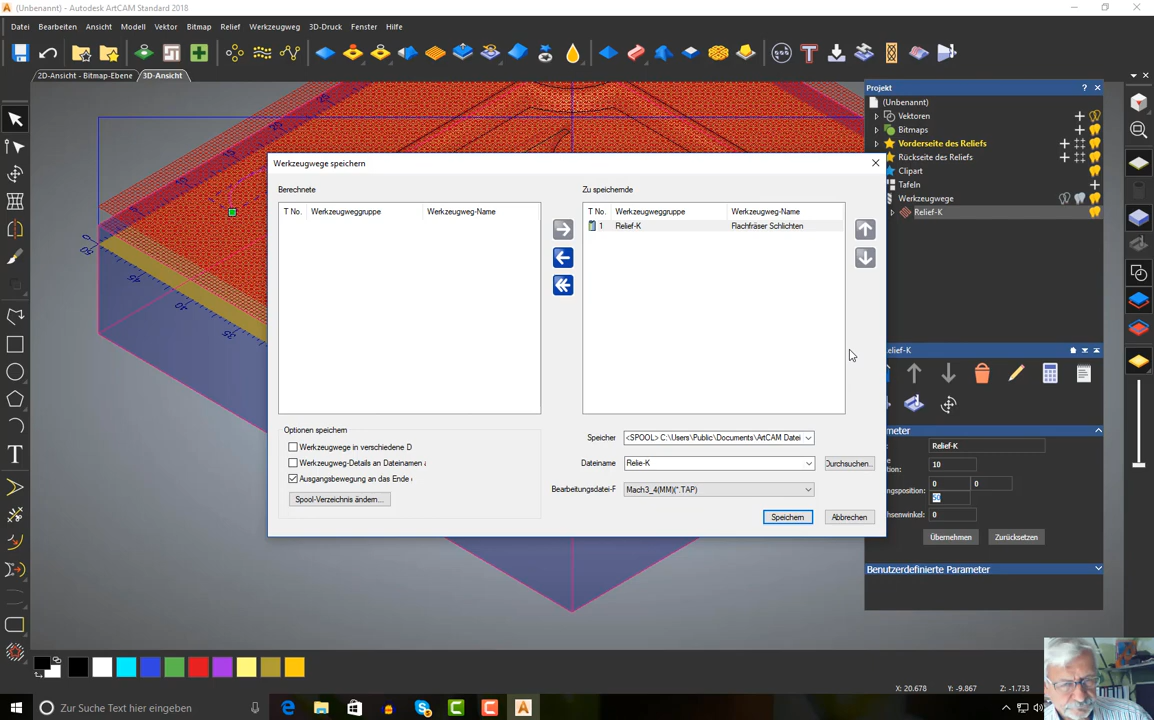 (Unbenannt) - Autodesk ArtCAM Standard 2018
Datei Bearbeiten Ansicht Modell Vektor Bitmap Relief Werkzeugweg 3D-Druck Fenster Hilfe
2D-Ansicht - Bitmap-Ebene 3D-Ansicht
Projekt
(Unbenannt)
Vektoren
Bitmaps
Vorderseite des Reliefs
Rückseite des Reliefs
Clipart
Tafeln
Werkzeugwege
Relief-K
Werkzeugwege speichern
Berechnete
T No. Werkzeugweggruppe Werkzeugweg-Name
Zu speichernde
T No. Werkzeugweggruppe Werkzeugweg-Name
1 Relief-K Flachfräser Schlichten
Optionen speichern
Werkzeugwege in verschiedene D
Werkzeugweg-Details an Dateinamen a
Ausgangsbewegung an das Ende
Spool-Verzeichnis ändern...
Speicher <SPOOL> C:\Users\Public\Documents\ArtCAM Datei
Dateiname Relie-K
Durchsuchen...
Bearbeitungsdatei-F Mach3_4(MM)(*.TAP)
Speichern Abbrechen
elief-K
ameter
Relief-K
10
ngsposition: 0 0
50
chsenwinkel: 0
Übernehmen Zurücksetzen
Benutzerdefinierte Parameter
X: 20.678 Y: -9.867 Z: -1.733
Zur Suche Text hier eingeben